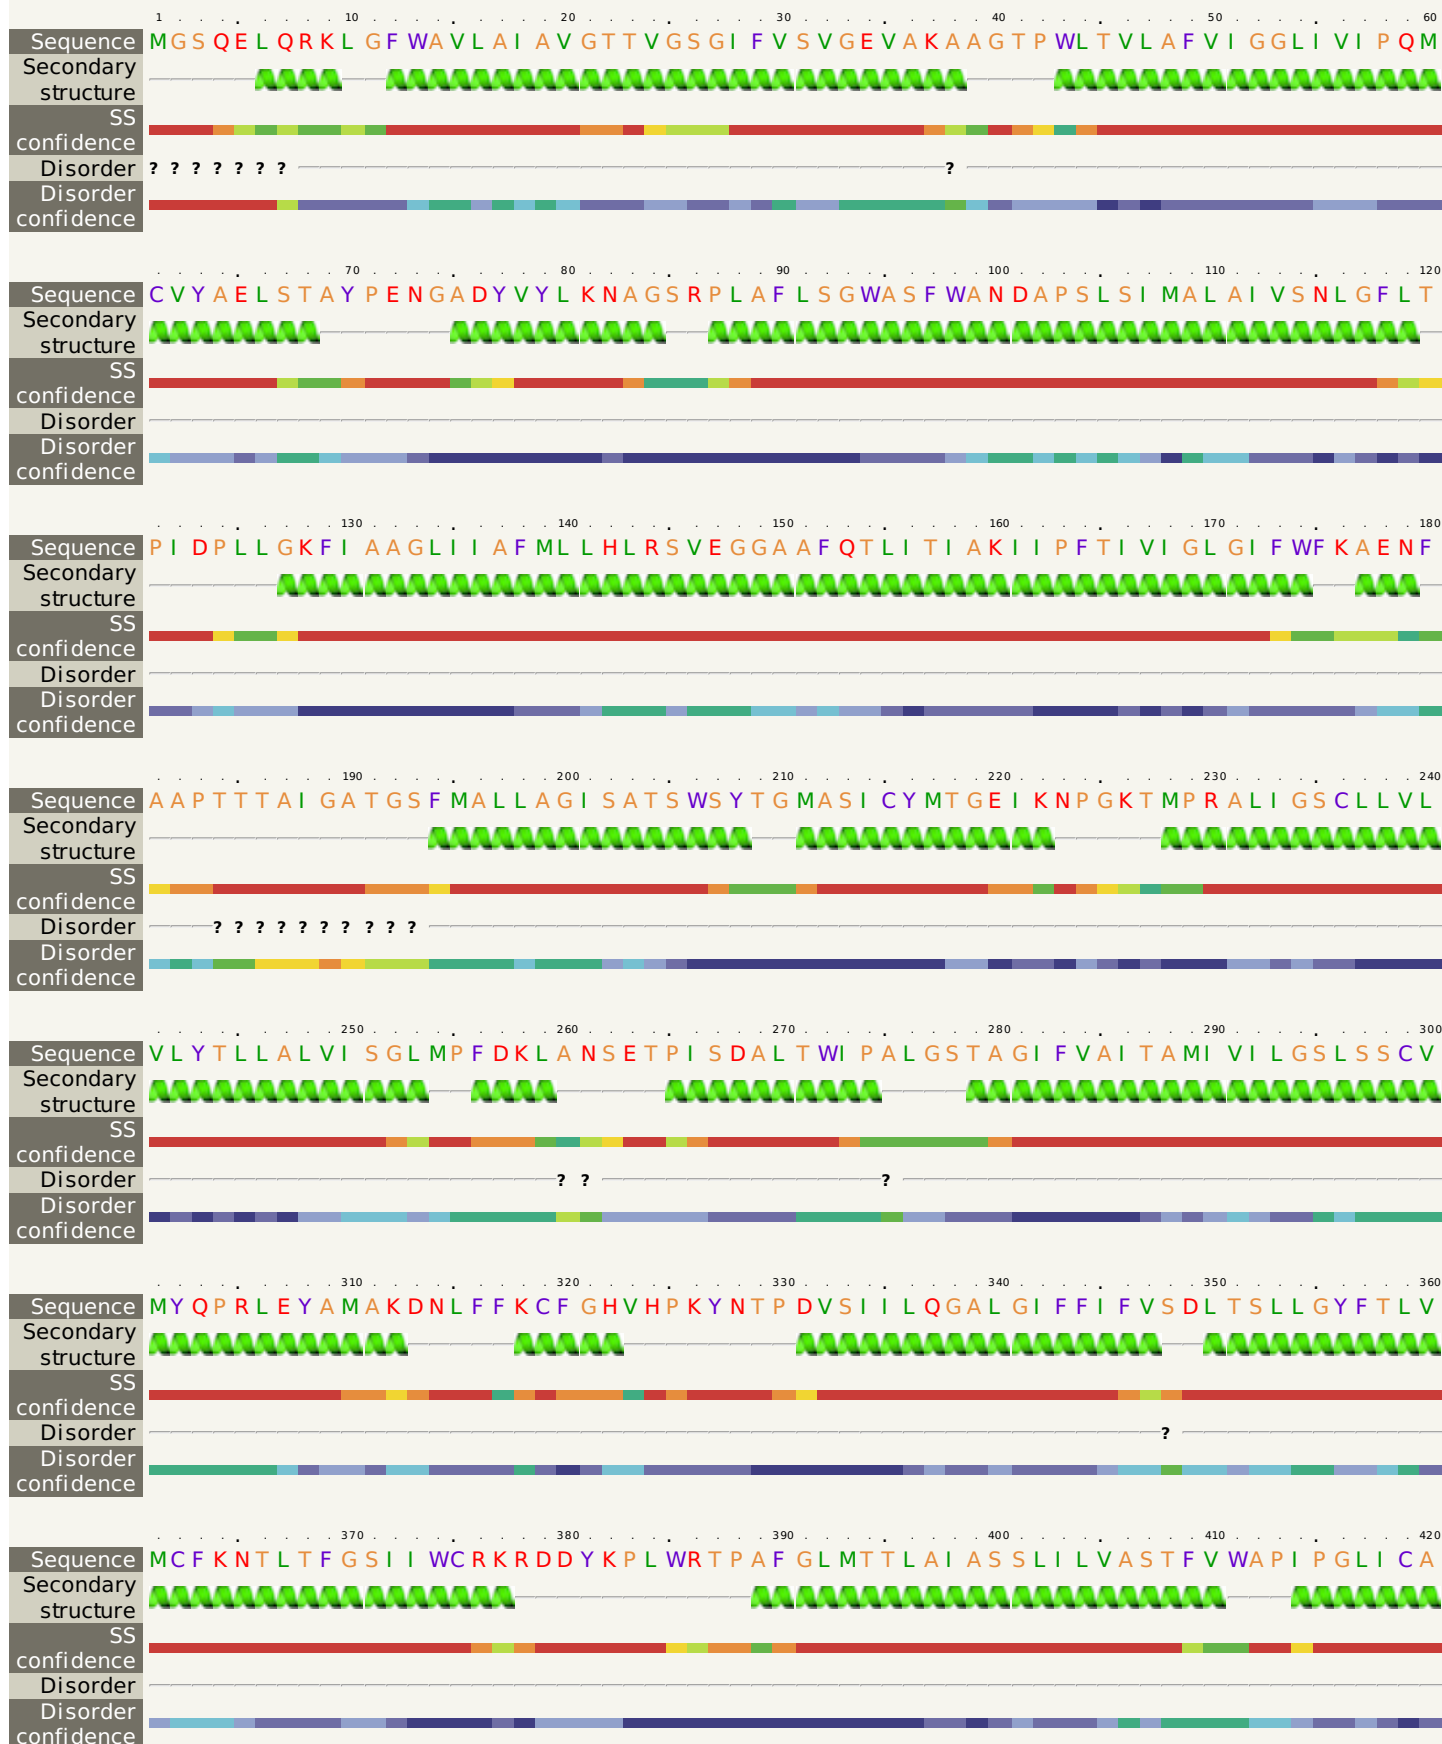 1 10 20 30 40 50 60
Sequence MGSQELQRKLGFWAVLAIAVGTTVGSGIFVSVGEVAKAAGTPWLTVLAFVIGGLIVIPQM
Secondary
structure
SS
confidence
Disorder ? ? ? ? ? ? ? ?
Disorder
confidence
70 80 90 100 110 120
Sequence CVYAELSTAYPENGADYVYLKNAGSRPLAFLSGWASFWANDAPSLSIMALAIVSNLGFLT
Secondary
structure
SS
confidence
Disorder
Disorder
confidence
130 140 150 160 170 180
Sequence PIDPLLGKFIAAGLIIAFMLLHLRSVEGGAAFQTLITIAKIIPFTIVIGLGIFWFKAENF
Secondary
structure
SS
confidence
Disorder
Disorder
confidence
190 200 210 220 230 240
Sequence AAPTTTAIGATGSFMALLAGISATSWSYTGMASICYMTGEIKNPGKTMPRALIGSCLLVL
Secondary
structure
SS
confidence
Disorder ? ? ? ? ? ? ? ? ? ?
Disorder
confidence
250 260 270 280 290 300
Sequence VLYTLLALVISGLMPFDKLANSETPISDALTWIPALGSTAGIFVAITAMIVILGSLSSCV
Secondary
structure
SS
confidence
Disorder ? ? ?
Disorder
confidence
310 320 330 340 350 360
Sequence MYQPRLEYAMAKDNLFFKCFGHVHPKYNTPDVSIILQGALGIFFIFVSDLTSLLGYFTLV
Secondary
structure
SS
confidence
Disorder ?
Disorder
confidence
370 380 390 400 410 420
Sequence MCFKNTLTFGSIIWCRKRDDYKPLWRTPAFGLMTTLAIASSLILVASTFVWAPIPGLICA
Secondary
structure
SS
confidence
Disorder
Disorder
confidence